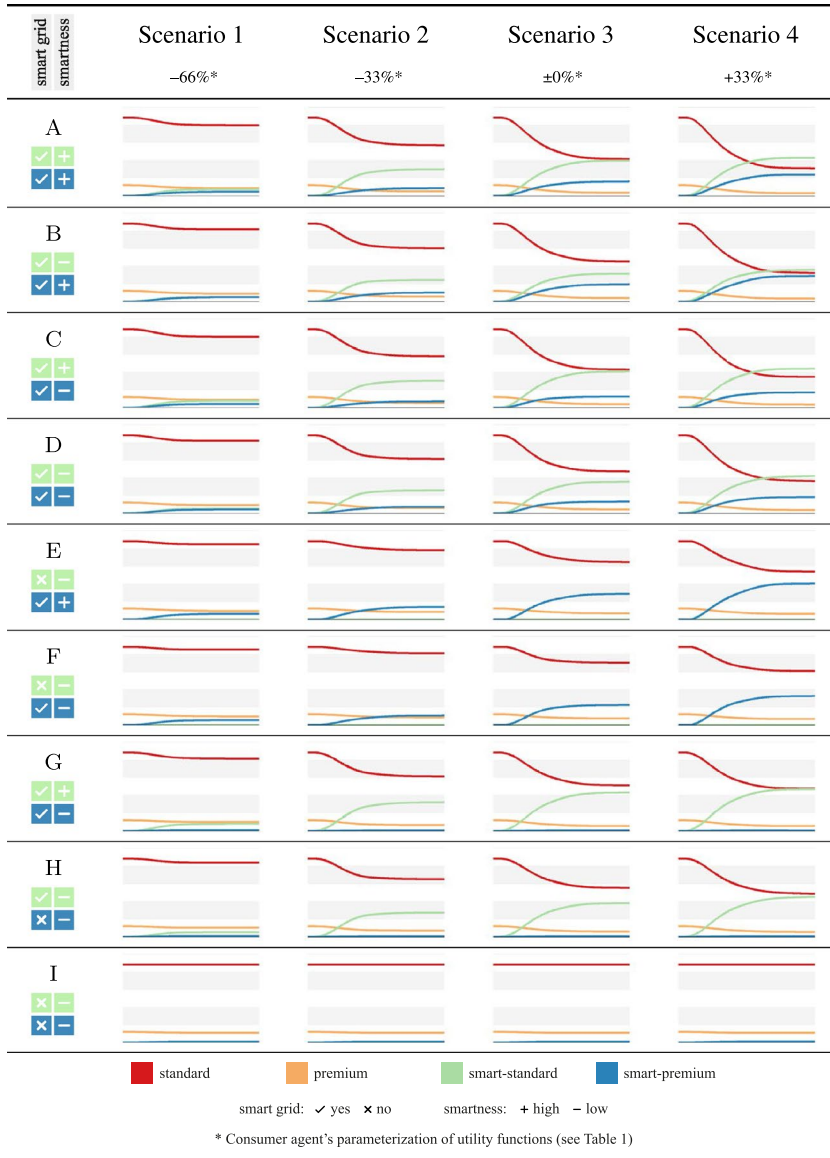 smart grid
smartness
Scenario 1
Scenario 2
Scenario 3
Scenario 4
–66%*
–33%*
±0%*
+33%*
A
B
C
D
E
F
G
H
I
standard
premium
smart-standard
smart-premium
smart grid: ✓ yes ✕ no smartness: + high – low
* Consumer agent's parameterization of utility functions (see Table 1)